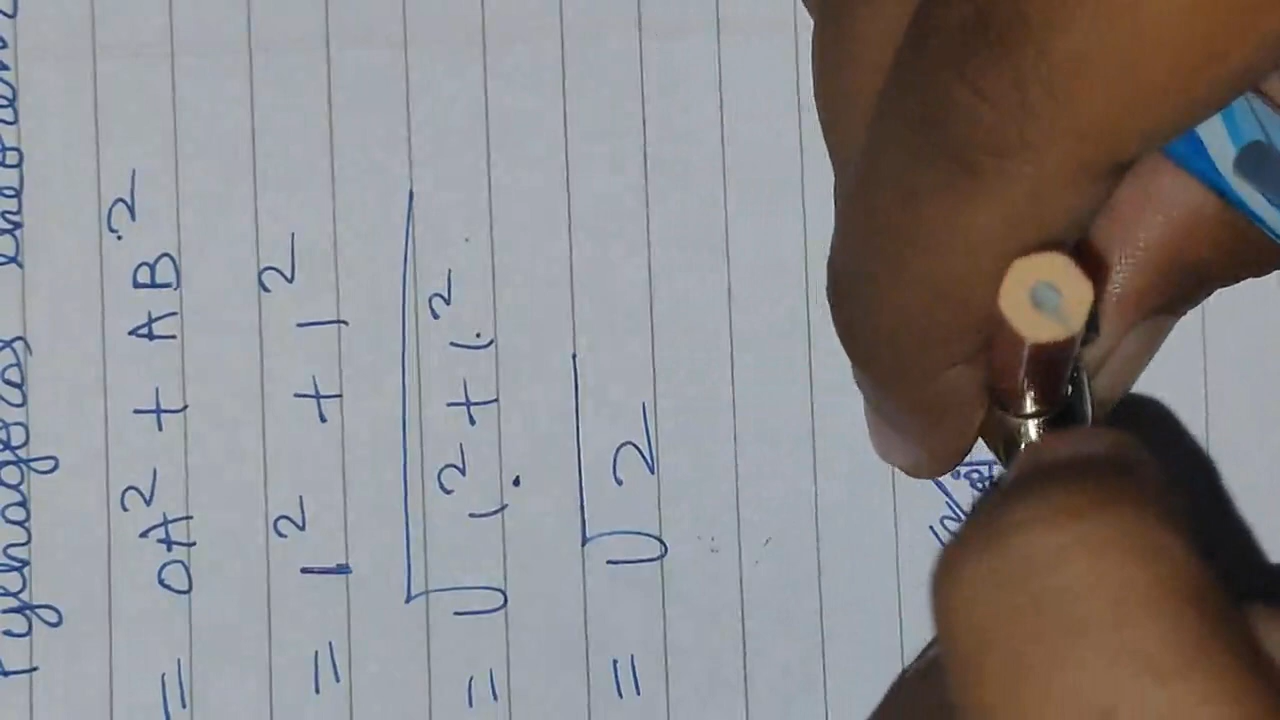 Pythagoras theorem
= OA² + AB²
= 1² + 1²
= √1² + 1²
= √2